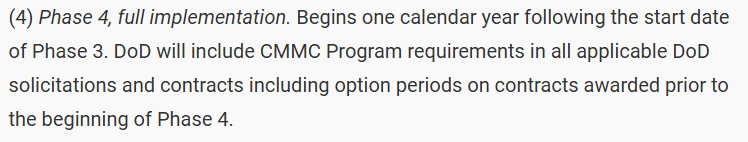 (4) Phase 4, full implementation. Begins one calendar year following the start date
of Phase 3. DoD will include CMMC Program requirements in all applicable DoD
solicitations and contracts including option periods on contracts awarded prior to
the beginning of Phase 4.